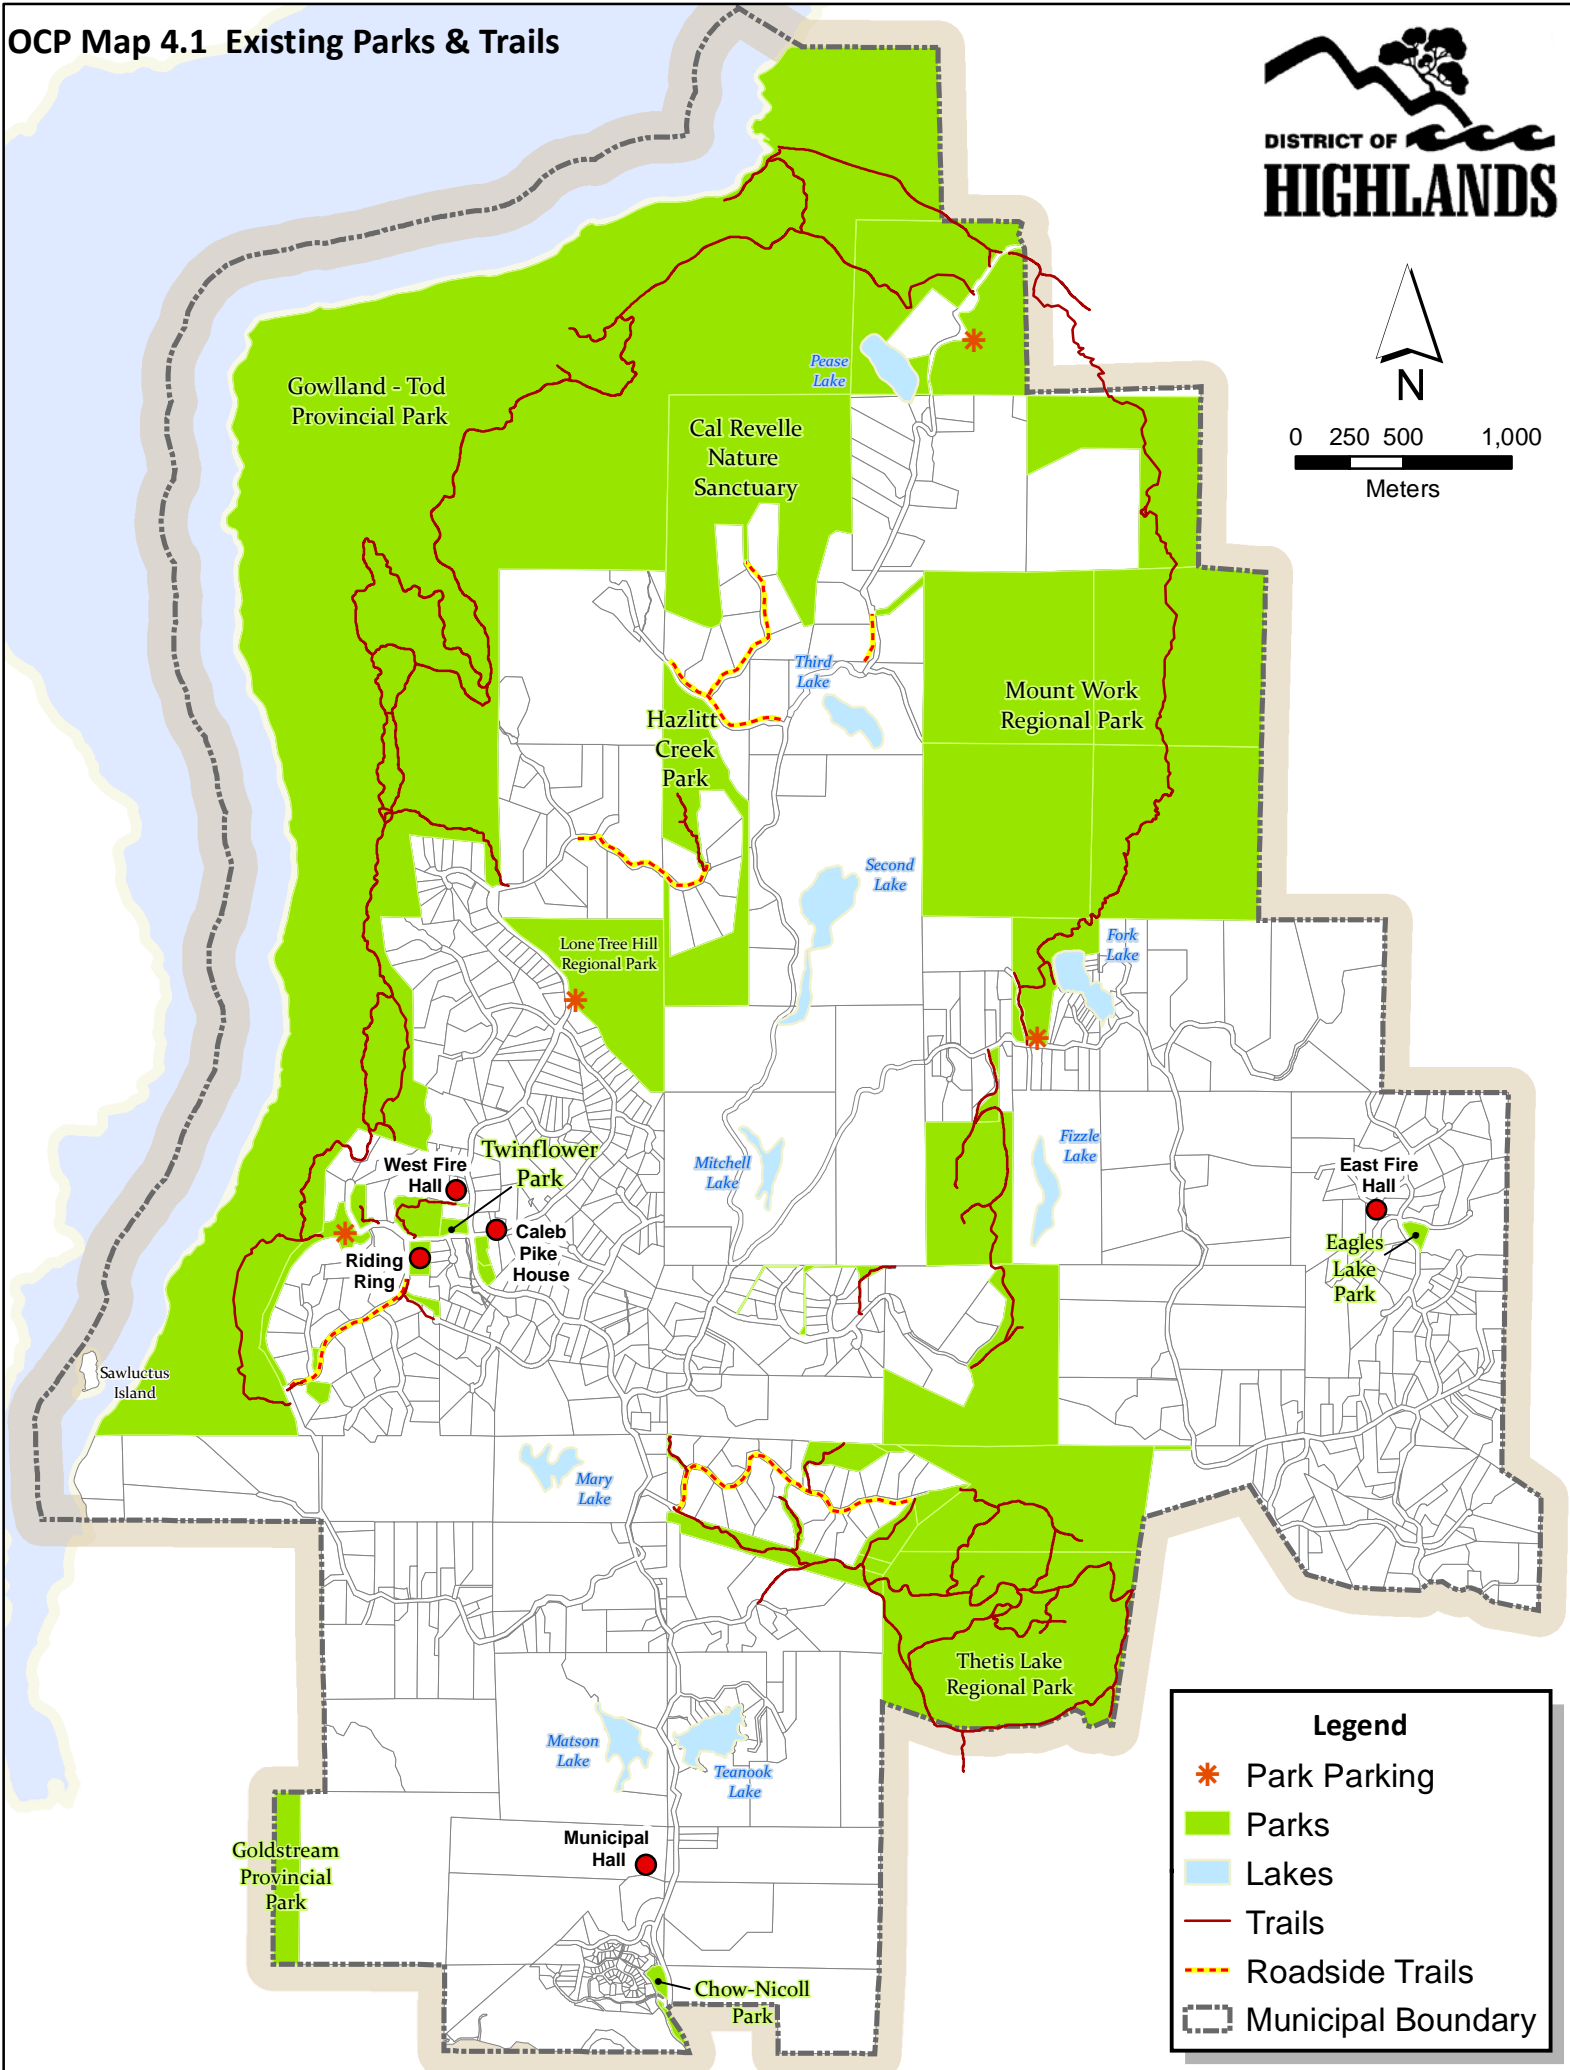 OCP Map 4.1  Existing Parks & Trails
DISTRICT OF
HIGHLANDS
N
0 250 500 1,000
Meters
Pease
Lake
Gowlland - Tod
Provincial Park
Cal Revelle
Nature
Sanctuary
Third
Lake
Mount Work
Regional Park
Hazlitt
Creek
Park
Second
Lake
Lone Tree Hill
Regional Park
Fork
Lake
Twinflower
Park
West Fire
Hall
Mitchell
Lake
Fizzle
Lake
East Fire
Hall
Caleb
Pike
House
Riding
Ring
Eagles
Lake
Park
Sawluctus
Island
Mary
Lake
Thetis Lake
Regional Park
Matson
Lake
Teanook
Lake
Municipal
Hall
Goldstream
Provincial
Park
Chow-Nicoll
Park
Legend
Park Parking
Parks
Lakes
Trails
Roadside Trails
Municipal Boundary